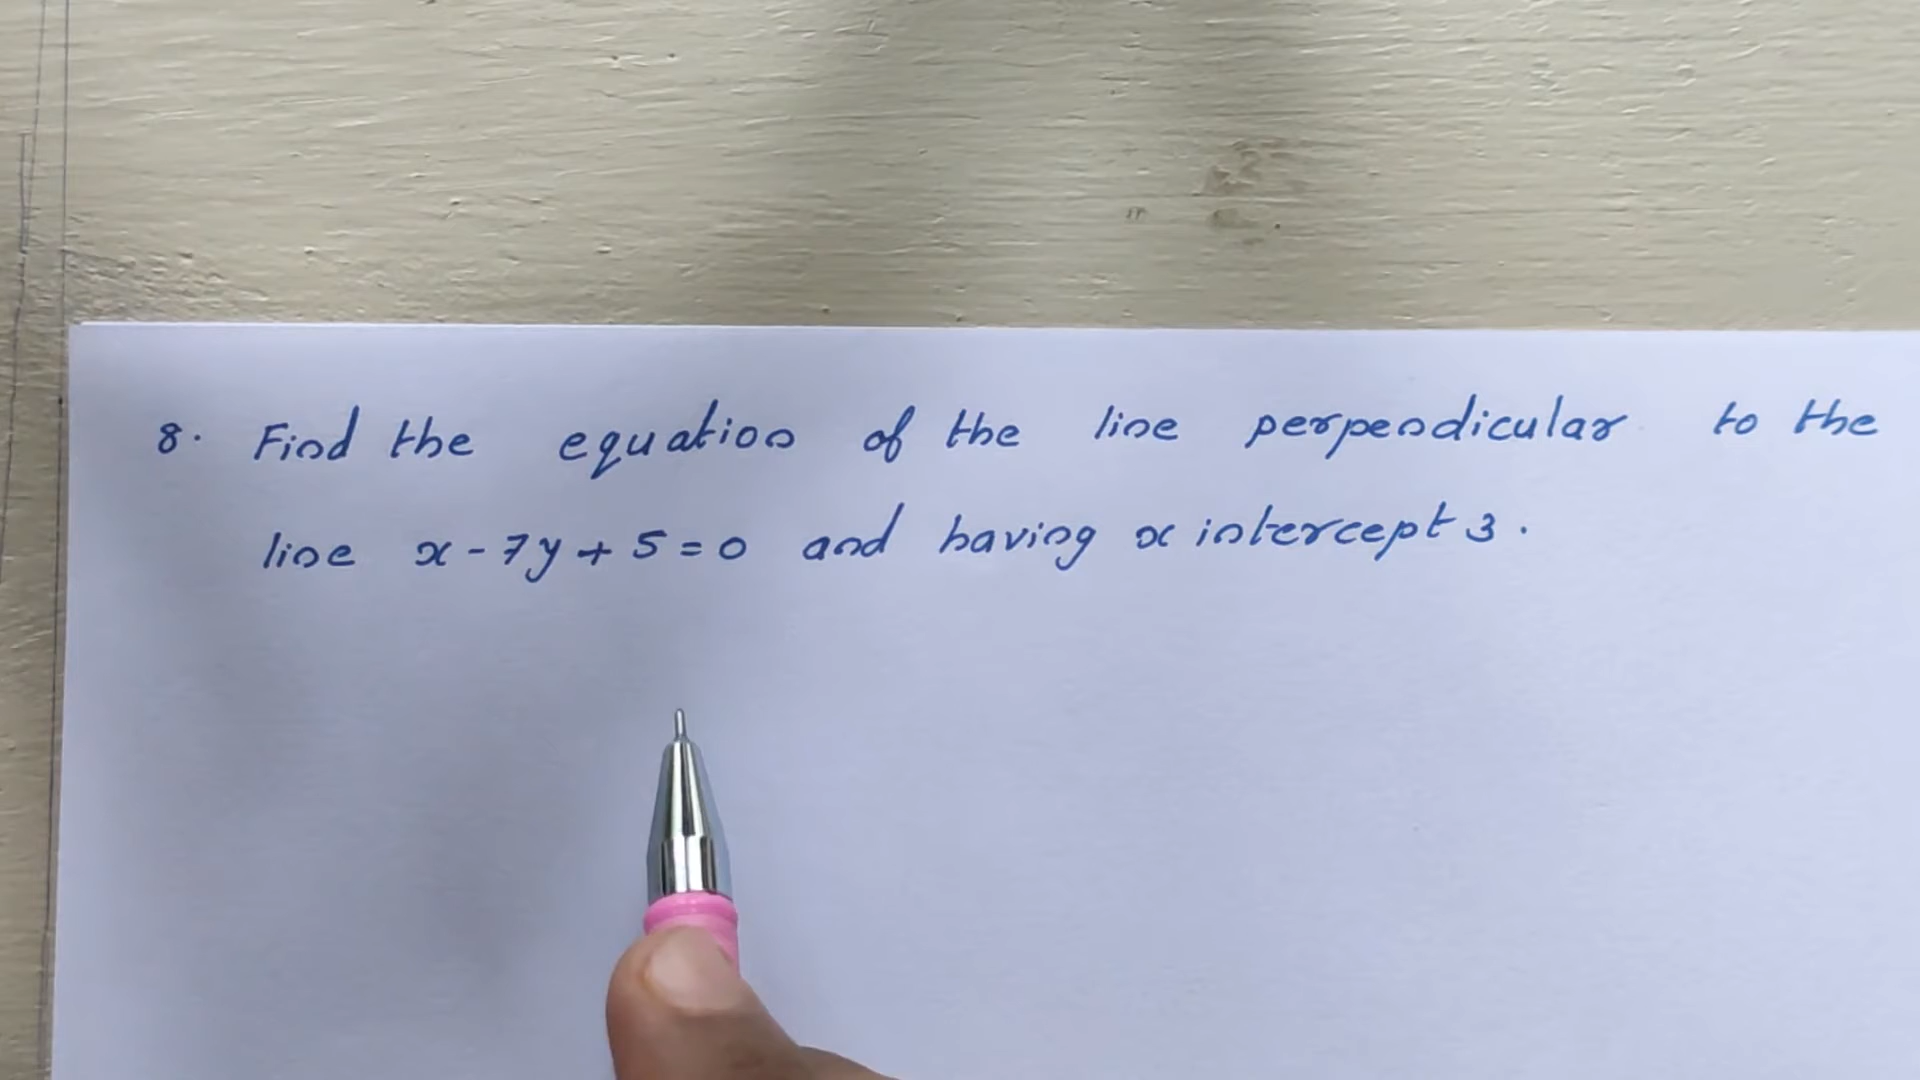 8. Find the equation of the line perpendicular to the
line x - 7y + 5 = 0 and having x intercept 3.